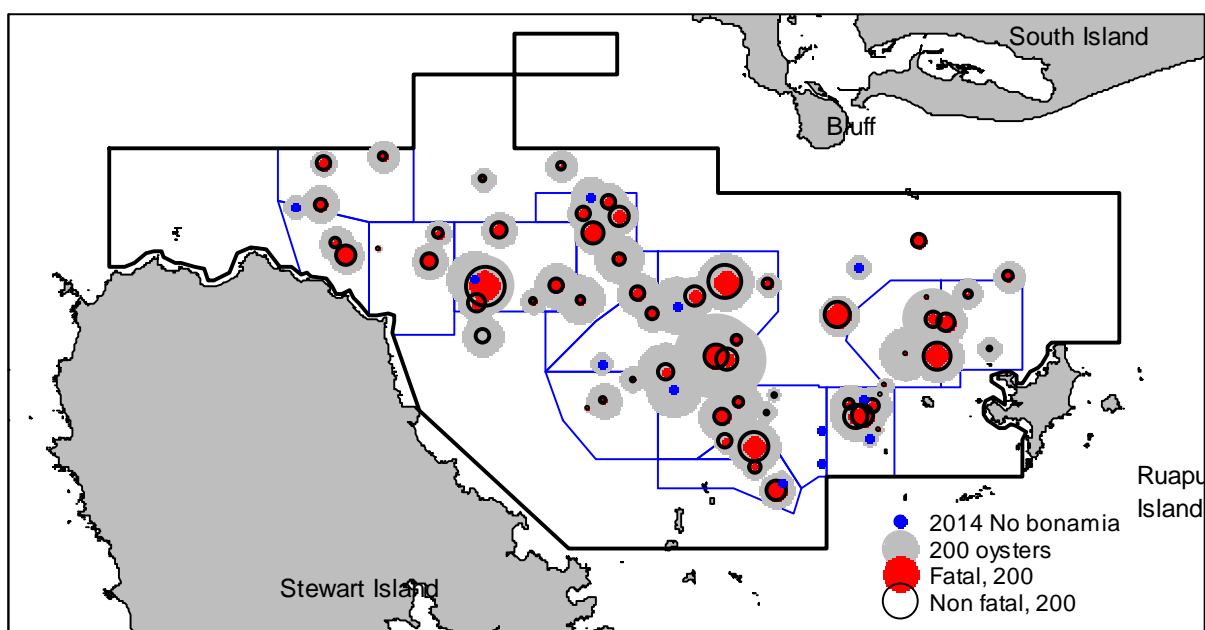 South Island
Bluff
Ruapu
Island
2014 No bonamia
200 oysters
Fatal, 200
Non fatal, 200
Stewart Island